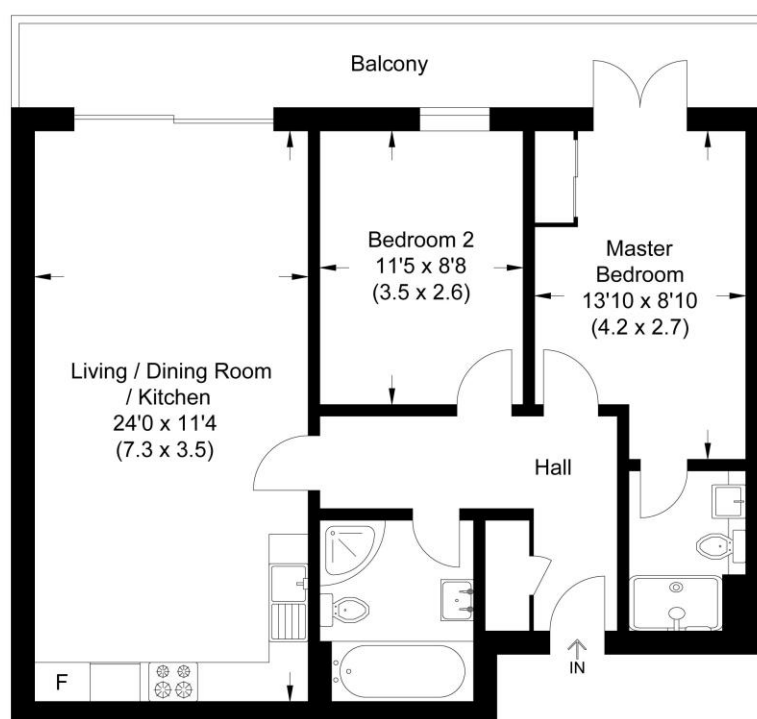 Balcony
Bedroom 2
11'5 x 8'8
(3.5 x 2.6)
Master
Bedroom
13'10 x 8'10
(4.2 x 2.7)
Living / Dining Room
/ Kitchen
24'0 x 11'4
(7.3 x 3.5)
Hall
F
IN